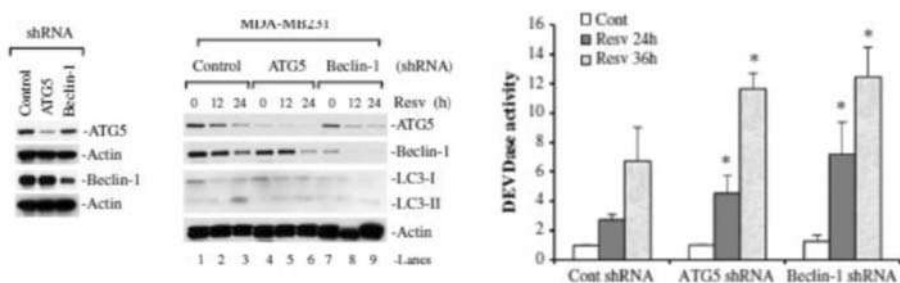 shRNA
Control
ATG5
Beclin-1
-ATG5
-Actin
-Beclin-1
-Actin
MDA-MB231
Control ATG5 Beclin-1 (shRNA)
0 12 24 0 12 24 0 12 24 Resv (h)
-ATG5
-Beclin-1
-LC3-I
-LC3-II
-Actin
1 2 3 4 5 6 7 8 9 -Lanes
DEVDase activity
16
14
12
10
8
6
4
2
0
Cont
Resv 24h
Resv 36h
* * * *
Cont shRNA ATG5 shRNA Beclin-1 shRNA